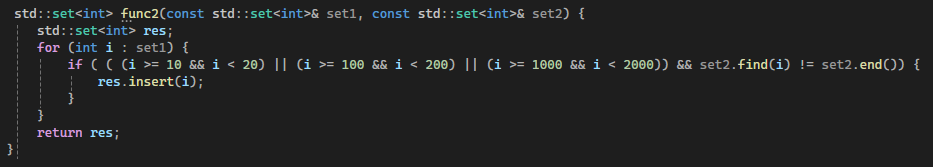 std::set<int> func2(const std::set<int>& set1, const std::set<int>& set2) {
    std::set<int> res;
    for (int i : set1) {
        if ( ( (i >= 10 && i < 20) || (i >= 100 && i < 200) || (i >= 1000 && i < 2000)) && set2.find(i) != set2.end()) {
            res.insert(i);
        }
    }
    return res;
}